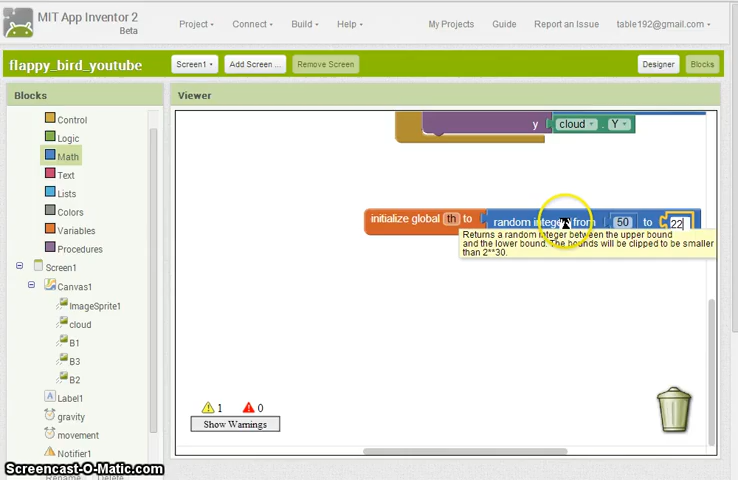 MIT App Inventor 2
Beta
Project
Connect
Build
Help
My Projects
Guide
Report an Issue
table192@gmail.com
flappy_bird_youtube
Screen1
Add Screen ...
Remove Screen
Designer
Blocks
Blocks
Viewer
Control
Logic
Math
Text
Lists
Colors
Variables
Procedures
Screen1
Canvas1
ImageSprite1
cloud
B1
B3
B2
Label1
gravity
movement
Notifier1
y cloud . Y
initialize global th to random integer from 50 to 22
Returns a random integer between the upper bound
and the lower bound. The bounds will be clipped to be smaller
than 2**30.
1 0
Show Warnings
Screencast-O-Matic.com